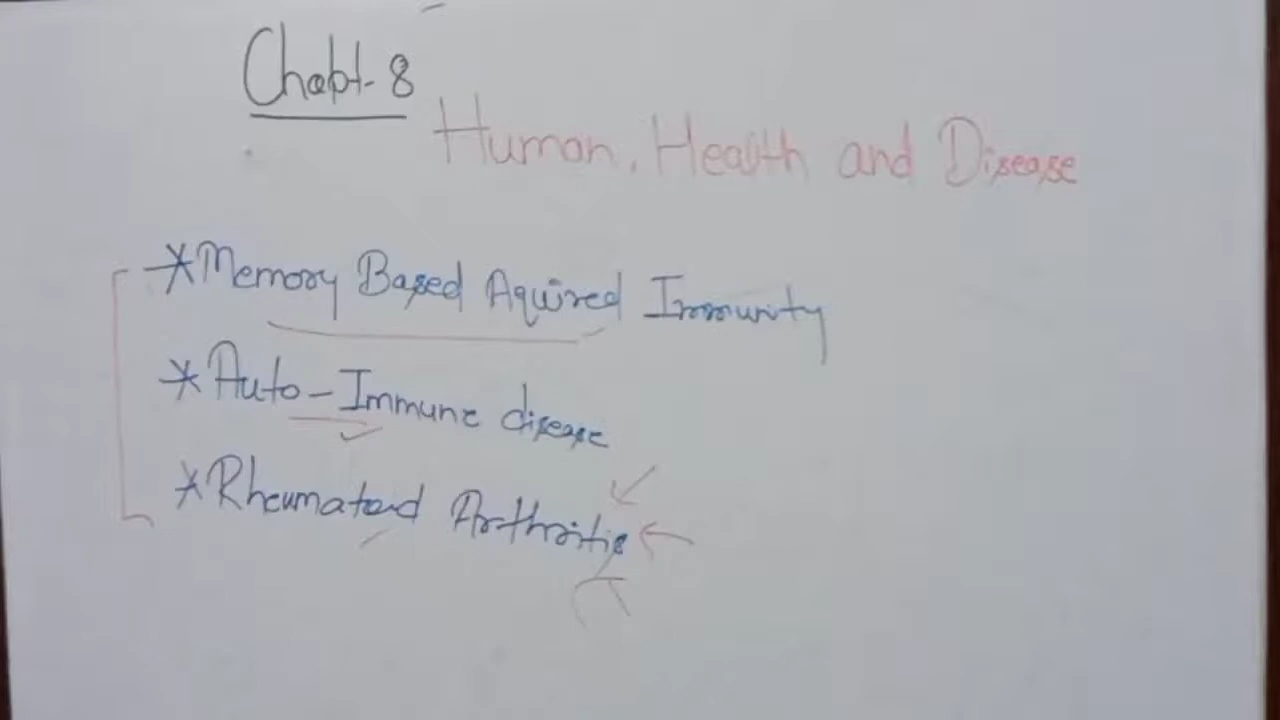 Chapt-8
Human, Health and Disease
*Memory Based Aquired Immunity
*Auto-Immune disease
*Rheumatoid Arthritis